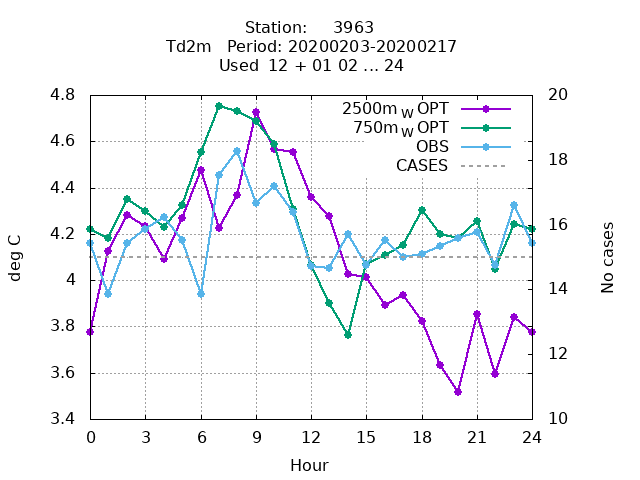 Station: 3963
Td2m Period: 20200203-20200217
Used 12 + 01 02 ... 24
2500m W OPT
750m W OPT
OBS
CASES
4.8
4.6
4.4
4.2
4
3.8
3.6
3.4
deg C
20
18
16
14
12
10
No cases
0 3 6 9 12 15 18 21 24
Hour